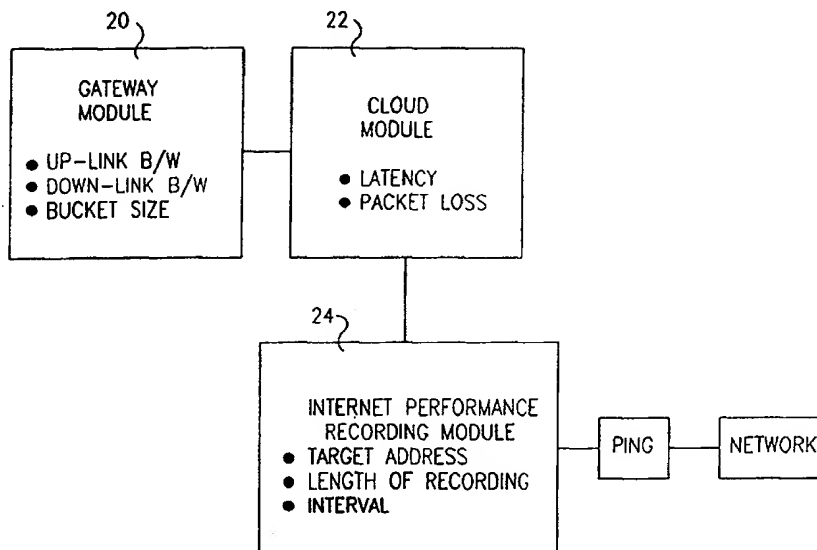 20
GATEWAY
MODULE
● UP-LINK B/W
● DOWN-LINK B/W
● BUCKET SIZE
22
CLOUD
MODULE
● LATENCY
● PACKET LOSS
24
INTERNET PERFORMANCE
RECORDING MODULE
● TARGET ADDRESS
● LENGTH OF RECORDING
● INTERVAL
PING
NETWORK